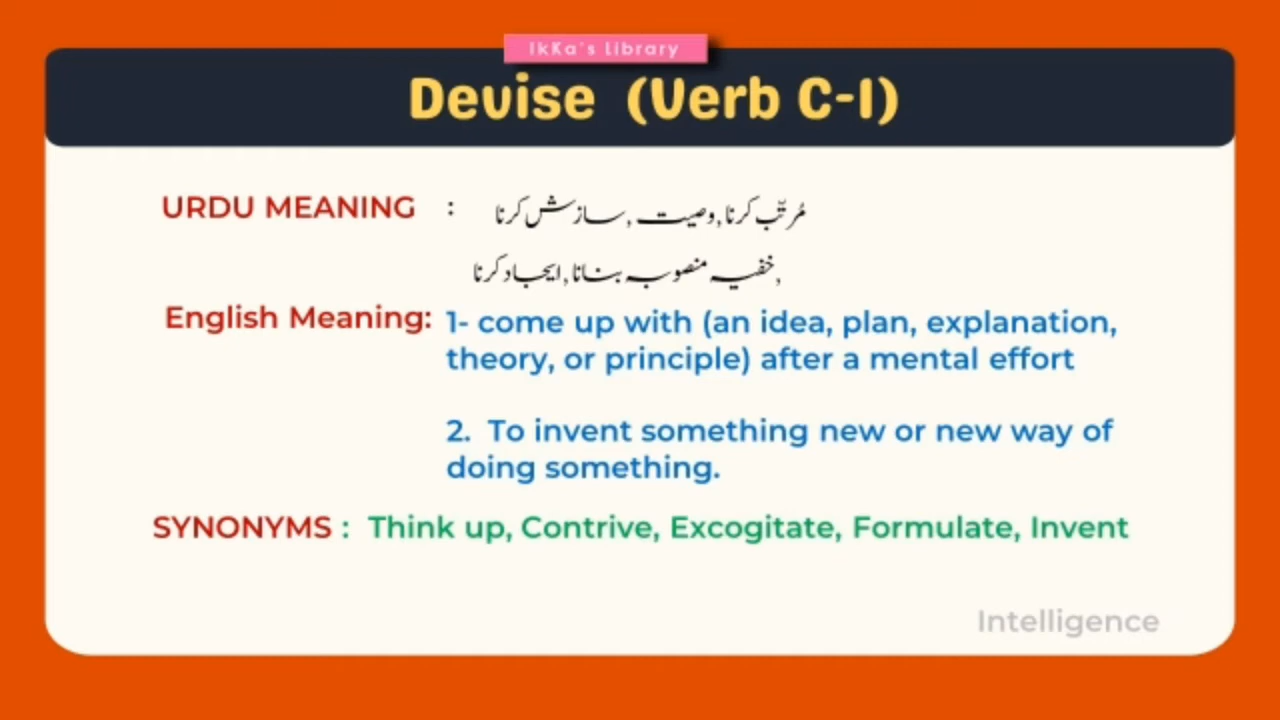 IkKa's Library
Devise (Verb C-1)
URDU MEANING : مُرتّب کرنا, وصیت, سازش کرنا
,خفیہ منصوبہ بنانا, ایجاد کرنا
English Meaning: 1- come up with (an idea, plan, explanation,
theory, or principle) after a mental effort
2. To invent something new or new way of
doing something.
SYNONYMS : Think up, Contrive, Excogitate, Formulate, Invent
Intelligence